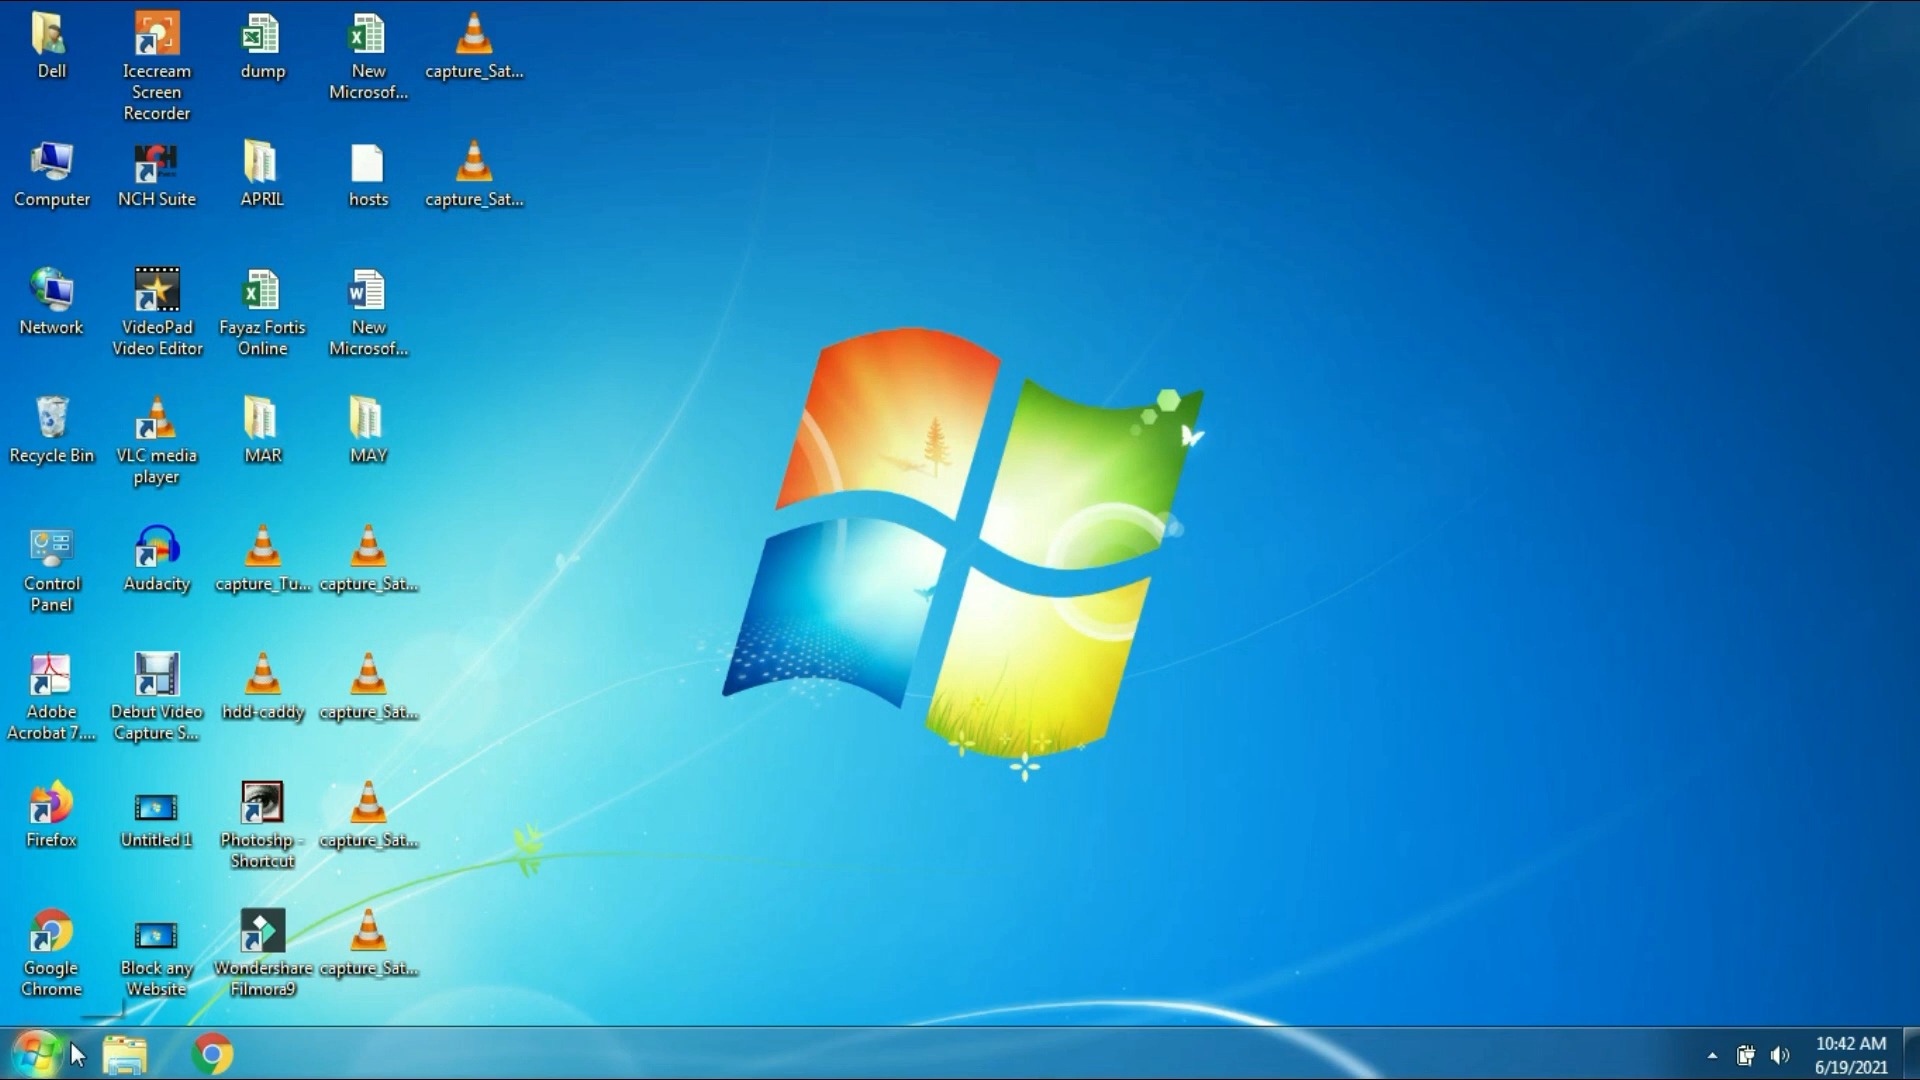 Dell
Icecream
Screen
Recorder
dump
New
Microsof...
capture_Sat...
Computer
NCH Suite
APRIL
hosts
capture_Sat...
Network
VideoPad
Video Editor
Fayaz Fortis
Online
New
Microsof...
Recycle Bin
VLC media
player
MAR
MAY
Control
Panel
Audacity
capture_Tu...
capture_Sat...
Adobe
Acrobat 7....
Debut Video
Capture S...
hdd-caddy
capture_Sat...
Firefox
Untitled 1
Photoshp -
Shortcut
capture_Sat...
Google
Chrome
Block any
Website
Wondershare
Filmora9
capture_Sat...
10:42 AM
6/19/2021